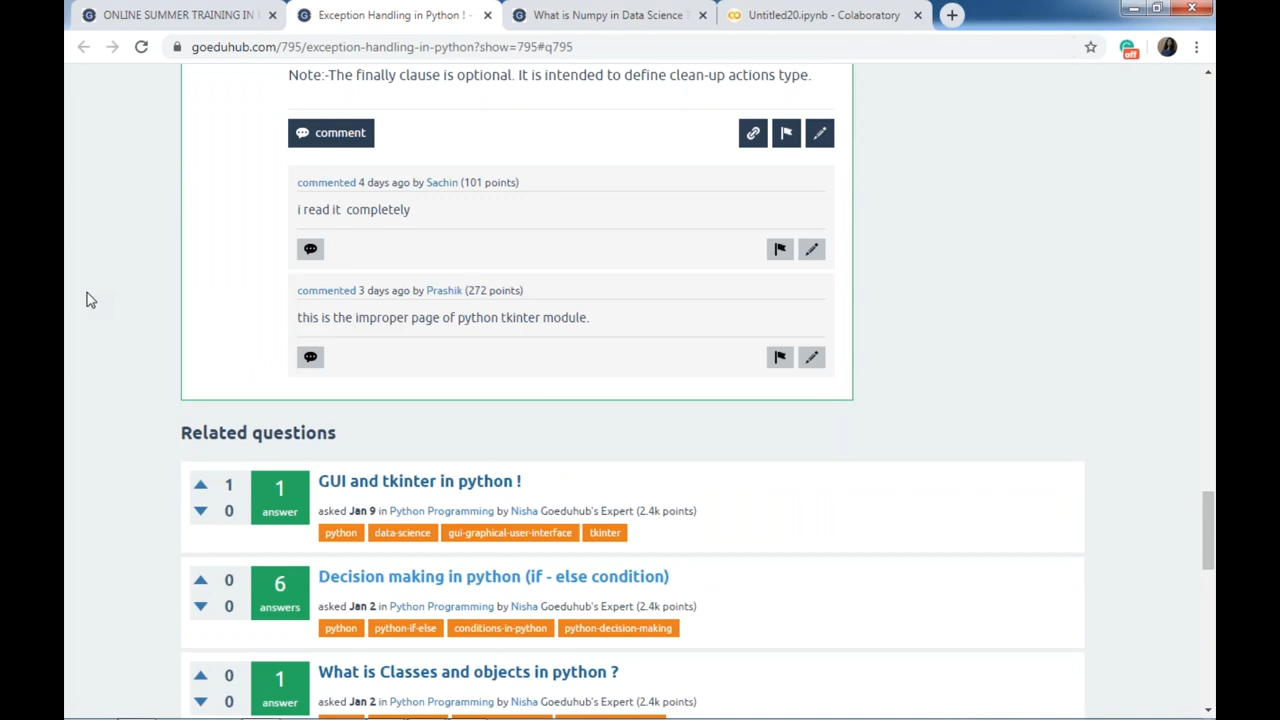 ONLINE SUMMER TRAINING IN
Exception Handling in Python ! -
What is Numpy in Data Science ?
Untitled20.ipynb - Colaboratory
goeduhub.com/795/exception-handling-in-python?show=795#q795
off
Note:-The finally clause is optional. It is intended to define clean-up actions type.
comment
commented 4 days ago by Sachin (101 points)
i read it completely
commented 3 days ago by Prashik (272 points)
this is the improper page of python tkinter module.
Related questions
1
0
1
answer
GUI and tkinter in python !
asked Jan 9 in Python Programming by Nisha Goeduhub's Expert (2.4k points)
python data-science gui-graphical-user-interface tkinter
0
0
6
answers
Decision making in python (if - else condition)
asked Jan 2 in Python Programming by Nisha Goeduhub's Expert (2.4k points)
python python-if-else conditions-in-python python-decision-making
0
0
1
answer
What is Classes and objects in python ?
asked Jan 2 in Python Programming by Nisha Goeduhub's Expert (2.4k points)